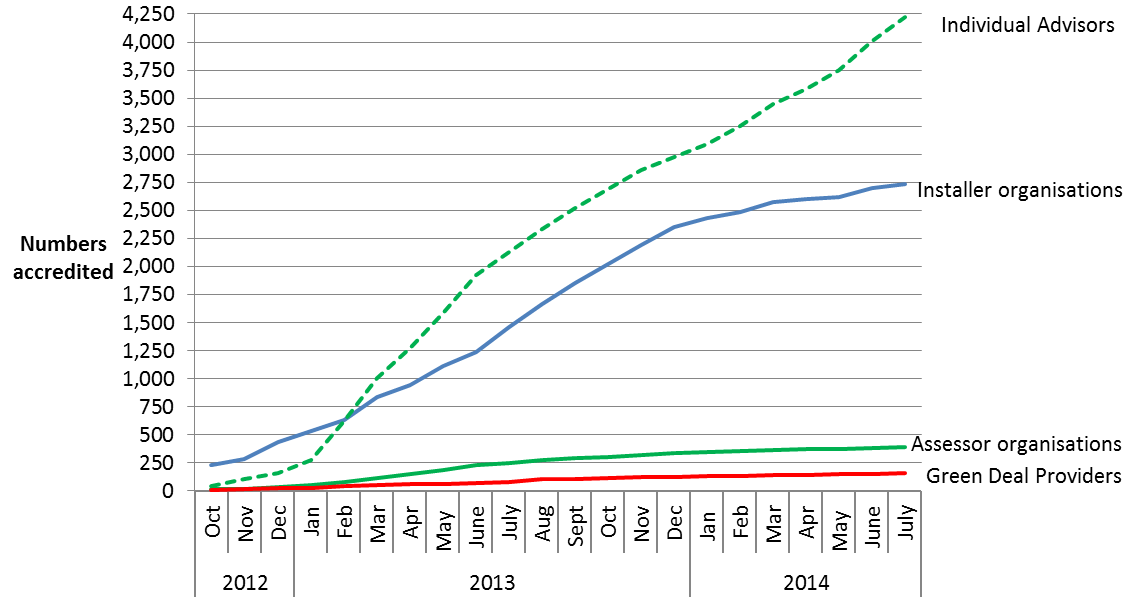 4,250
4,000
3,750
3,500
3,250
3,000
2,750
2,500
2,250
2,000
1,750
1,500
1,250
1,000
750
500
250
0
Numbers
accredited
Individual Advisors
Installer organisations
Assessor organisations
Green Deal Providers
Oct Nov Dec Jan Feb Mar Apr May June July Aug Sept Oct Nov Dec Jan Feb Mar Apr May June July
2012 2013 2014